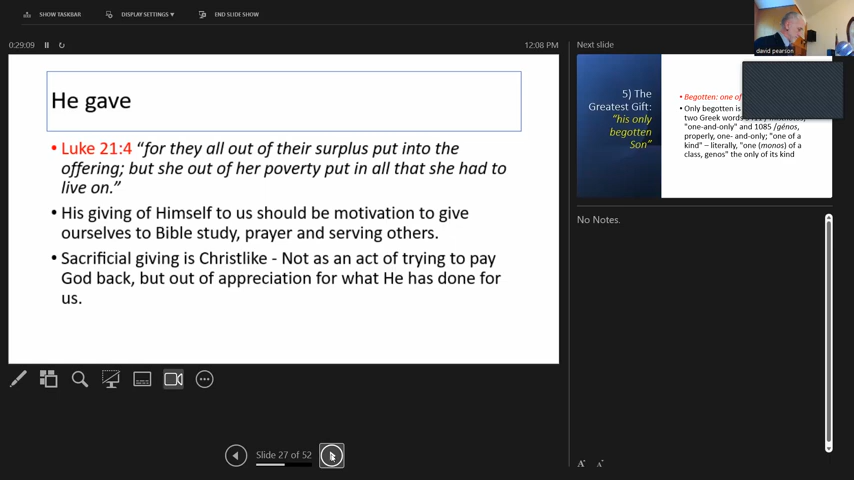 SHOW TASKBAR
DISPLAY SETTINGS
END SLIDE SHOW
0:29:09
12:08 PM
He gave
• Luke 21:4 “for they all out of their surplus put into the
offering; but she out of her poverty put in all that she had to
live on.”
• His giving of Himself to us should be motivation to give
ourselves to Bible study, prayer and serving others.
• Sacrificial giving is Christlike - Not as an act of trying to pay
God back, but out of appreciation for what He has done for
us.
Slide 27 of 52
Next slide
5) The
Greatest Gift:
“his only
begotten
Son”
• Begotten: one of
• Only begotten is
two Greek words
"one-and-only" and 1085 /génos,
properly, one- and-only; "one of a
kind" – literally, "one (monos) of a
class, genos" the only of its kind
No Notes.
A A
david pearson